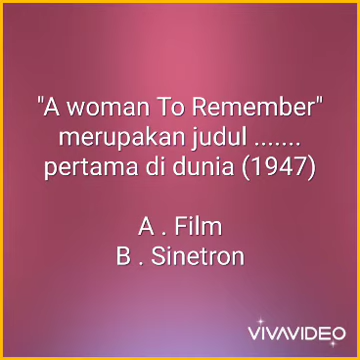 "A woman To Remember"
merupakan judul .......
pertama di dunia (1947)
A . Film
B . Sinetron
VIVAVIDEO